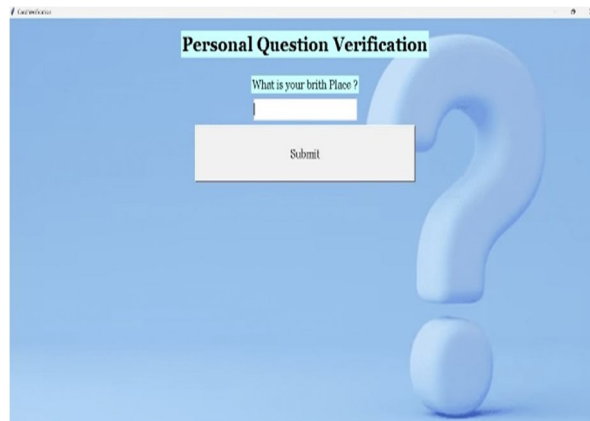 Personal Question Verification
What is your brith Place ?
Submit